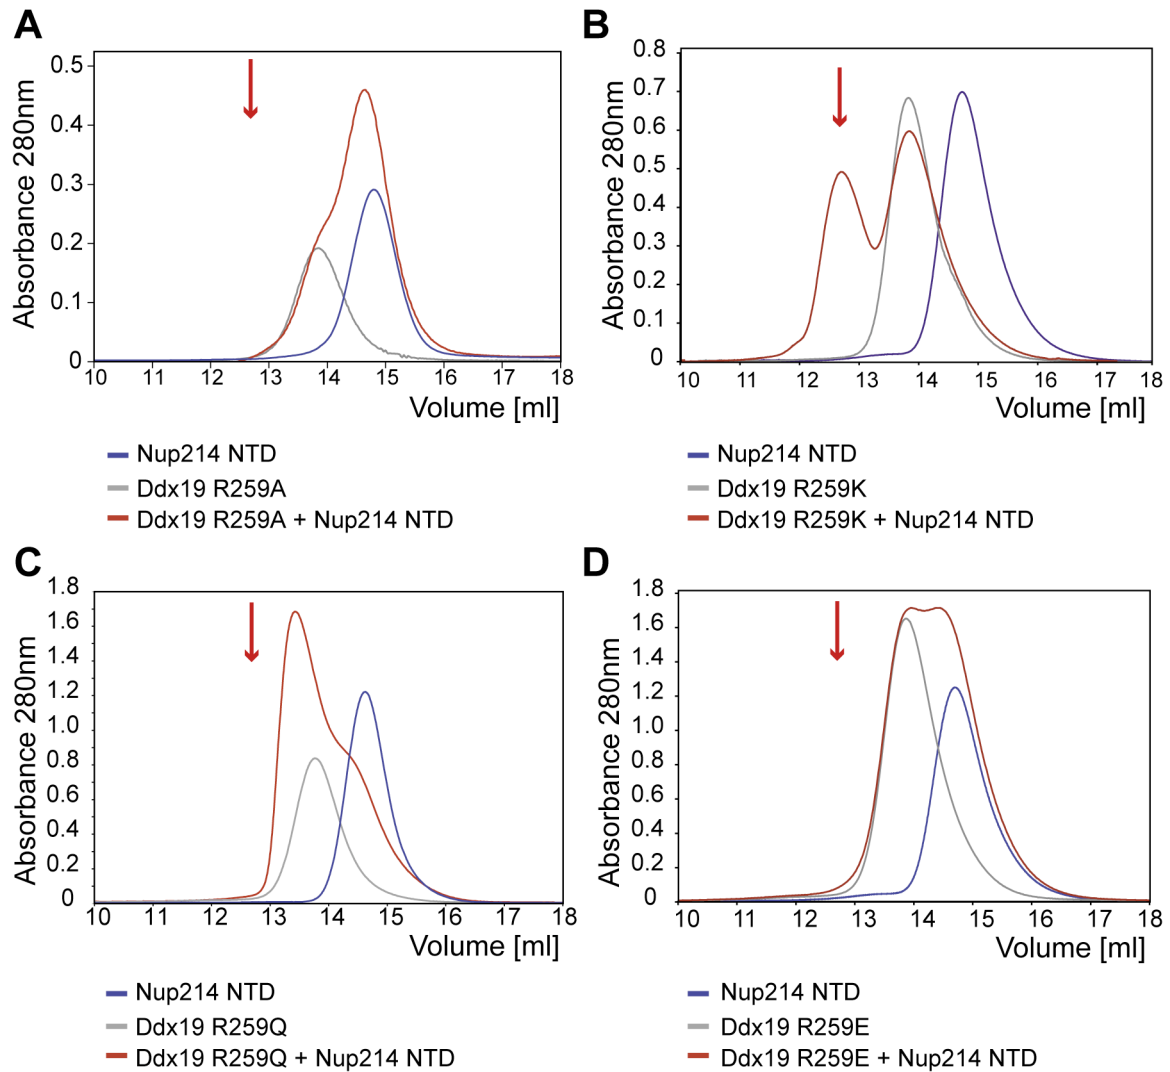 A
Absorbance 280nm
0.5
0.4
0.3
0.2
0.1
0
10 11 12 13 14 15 16 17 18
Volume [ml]
Nup214 NTD
Ddx19 R259A
Ddx19 R259A + Nup214 NTD
B
Absorbance 280nm
0.8
0.7
0.6
0.5
0.4
0.3
0.2
0.1
0
10 11 12 13 14 15 16 17 18
Volume [ml]
Nup214 NTD
Ddx19 R259K
Ddx19 R259K + Nup214 NTD
C
Absorbance 280nm
1.8
1.6
1.4
1.2
1.0
0.8
0.6
0.4
0.2
0
10 11 12 13 14 15 16 17 18
Volume [ml]
Nup214 NTD
Ddx19 R259Q
Ddx19 R259Q + Nup214 NTD
D
Absorbance 280nm
1.8
1.6
1.4
1.2
1.0
0.8
0.6
0.4
0.2
0
10 11 12 13 14 15 16 17 18
Volume [ml]
Nup214 NTD
Ddx19 R259E
Ddx19 R259E + Nup214 NTD